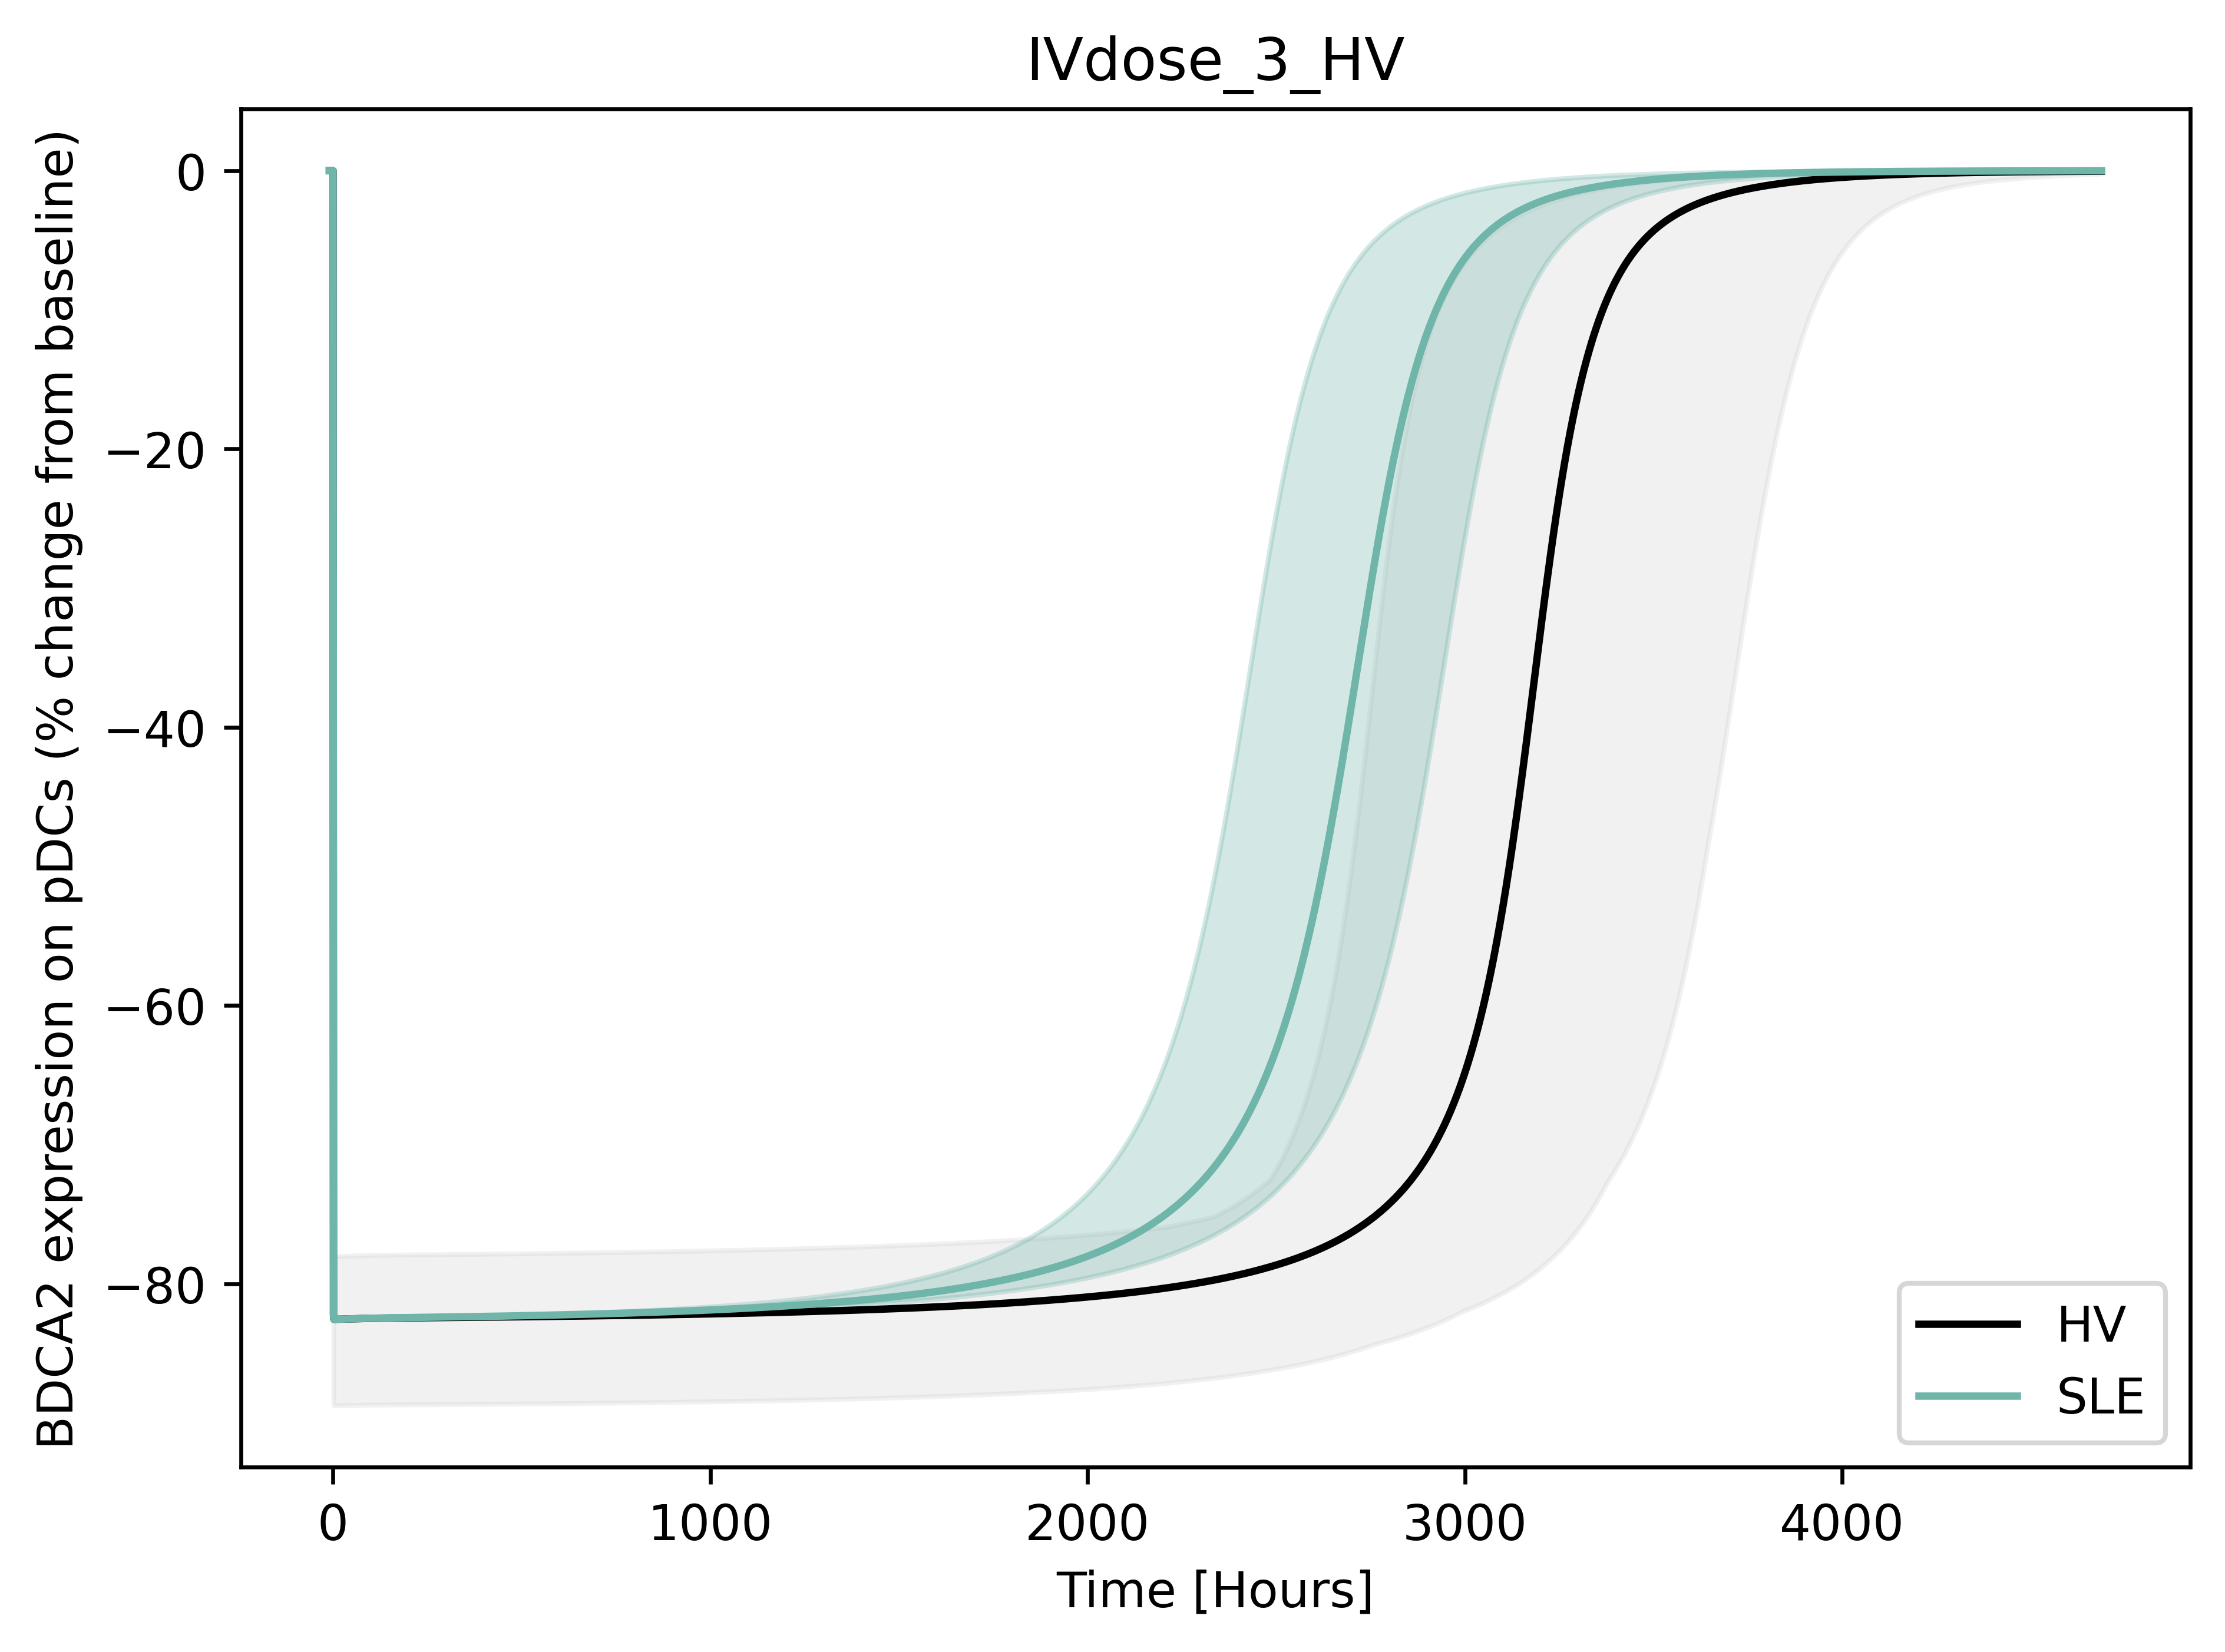 IVdose_3_HV
BDCA2 expression on pDCs (% change from baseline)
0
−20
−40
−60
−80
HV
SLE
0 1000 2000 3000 4000
Time [Hours]